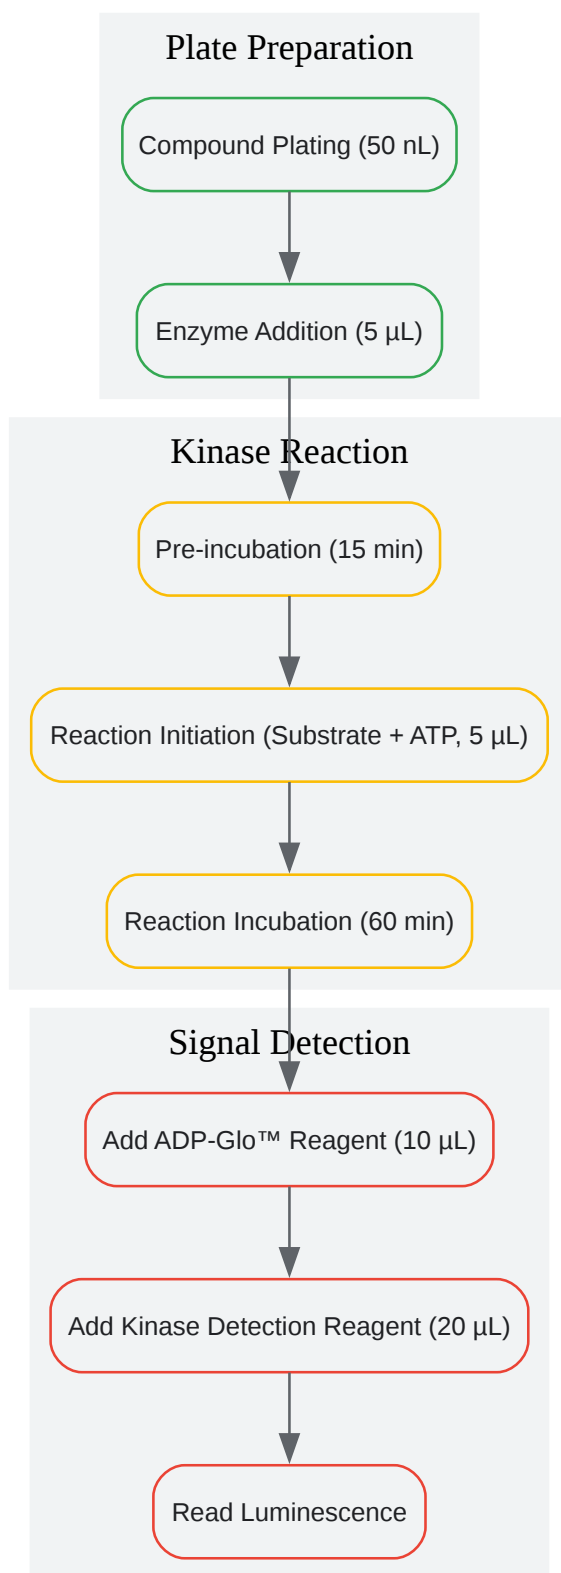 Plate Preparation
Compound Plating (50 nL)
Enzyme Addition (5 µL)
Kinase Reaction
Pre-incubation (15 min)
Reaction Initiation (Substrate + ATP, 5 µL)
Reaction Incubation (60 min)
Signal Detection
Add ADP-Glo™ Reagent (10 µL)
Add Kinase Detection Reagent (20 µL)
Read Luminescence